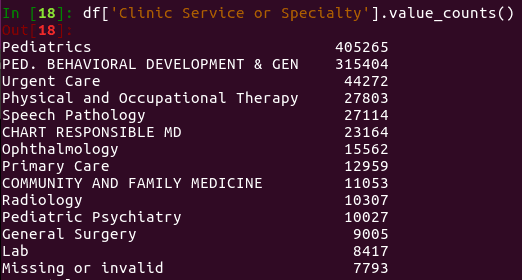 In [18]: df['Clinic Service or Specialty'].value_counts()
Out[18]:
Pediatrics 405265
PED. BEHAVIORAL DEVELOPMENT & GEN 315404
Urgent Care 44272
Physical and Occupational Therapy 27803
Speech Pathology 27114
CHART RESPONSIBLE MD 23164
Ophthalmology 15562
Primary Care 12959
COMMUNITY AND FAMILY MEDICINE 11053
Radiology 10307
Pediatric Psychiatry 10027
General Surgery 9005
Lab 8417
Missing or invalid 7793